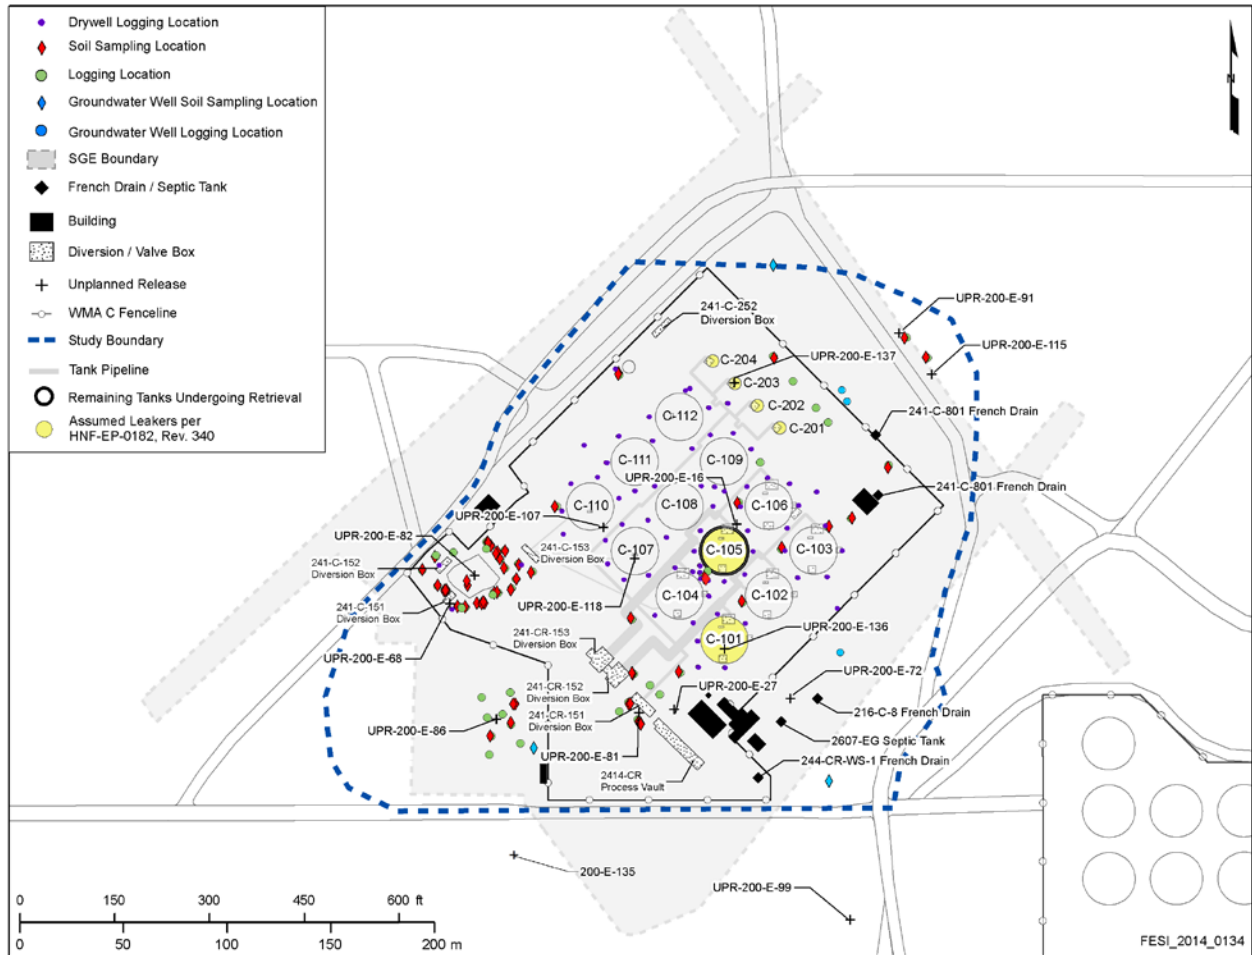 Drywell Logging Location
Soil Sampling Location
Logging Location
Groundwater Well Soil Sampling Location
Groundwater Well Logging Location
SGE Boundary
French Drain / Septic Tank
Building
Diversion / Valve Box
Unplanned Release
WMA C Fenceline
Study Boundary
Tank Pipeline
Remaining Tanks Undergoing Retrieval
Assumed Leakers per
HNF-EP-0182, Rev. 340
N
241-C-252
Diversion Box
UPR-200-E-91
UPR-200-E-115
C-204
UPR-200-E-137
C-203
C-202
C-201
241-C-801 French Drain
C-112
C-111
C-109
UPR-200-E-16
241-C-801 French Drain
C-110
C-108
C-106
UPR-200-E-107
UPR-200-E-82
241-C-153
Diversion Box
C-107
C-105
C-103
241-C-152
Diversion Box
C-104
C-102
241-C-151
Diversion Box
UPR-200-E-118
UPR-200-E-136
C-101
241-CR-153
Diversion Box
UPR-200-E-68
UPR-200-E-72
241-CR-152
Diversion Box
UPR-200-E-27
216-C-8 French Drain
241-CR-151
Diversion Box
UPR-200-E-86
2607-EG Septic Tank
UPR-200-E-81
244-CR-WS-1 French Drain
2414-CR
Process Vault
200-E-135
UPR-200-E-99
0 150 300 450 600 ft
0 50 100 150 200 m
FESI_2014_0134